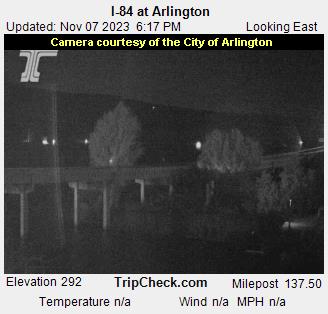 I-84 at Arlington
Updated: Nov 07 2023 6:17 PM Looking East
Camera courtesy of the City of Arlington
Elevation 292 TripCheck.com Milepost 137.50
Temperature n/a Wind n/a MPH n/a